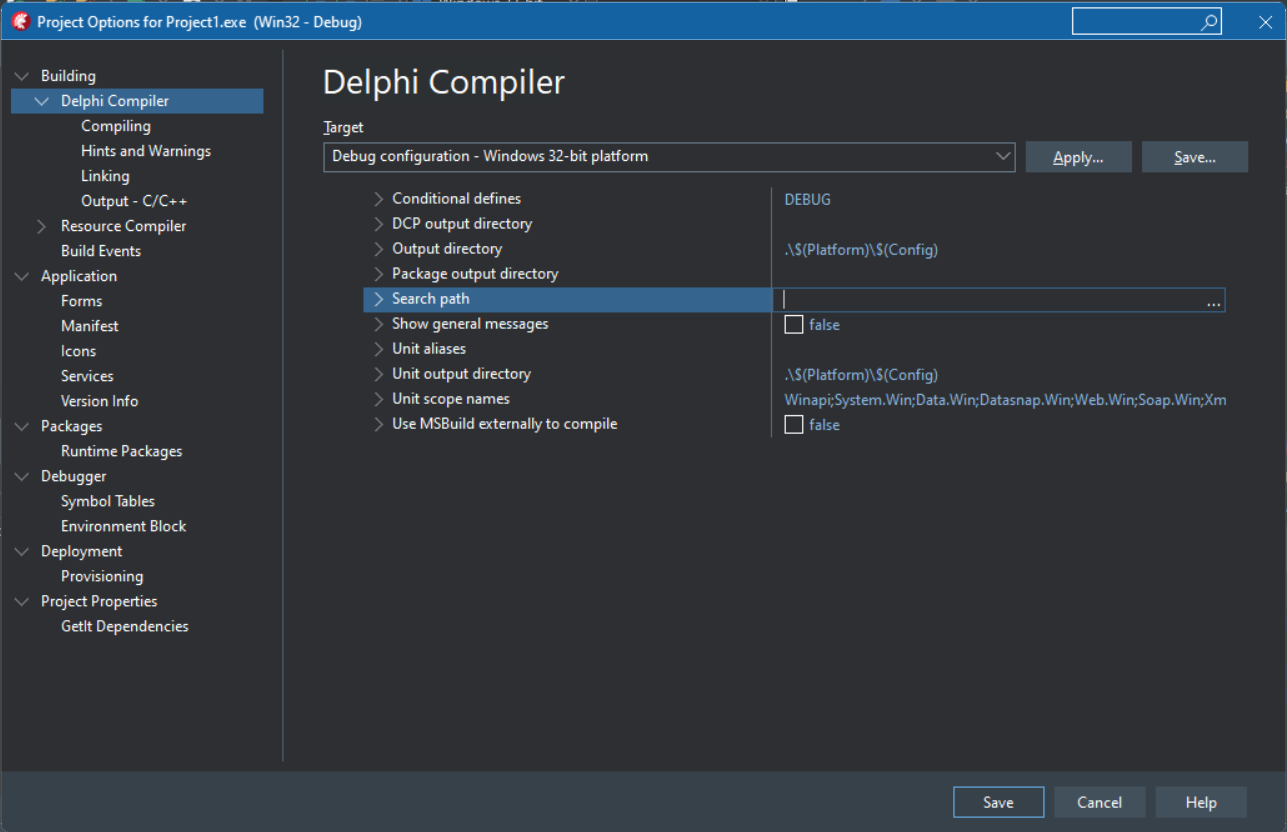 Project Options for Project1.exe (Win32 - Debug)
Building
Delphi Compiler
Compiling
Hints and Warnings
Linking
Output - C/C++
Resource Compiler
Build Events
Application
Forms
Manifest
Icons
Services
Version Info
Packages
Runtime Packages
Debugger
Symbol Tables
Environment Block
Deployment
Provisioning
Project Properties
GetIt Dependencies
Delphi Compiler
Target
Debug configuration - Windows 32-bit platform
Apply...
Save...
Conditional defines DEBUG
DCP output directory
Output directory .\$(Platform)\$(Config)
Package output directory
Search path ...
Show general messages false
Unit aliases
Unit output directory .\$(Platform)\$(Config)
Unit scope names Winapi;System.Win;Data.Win;Datasnap.Win;Web.Win;Soap.Win;Xm
Use MSBuild externally to compile false
Save Cancel Help